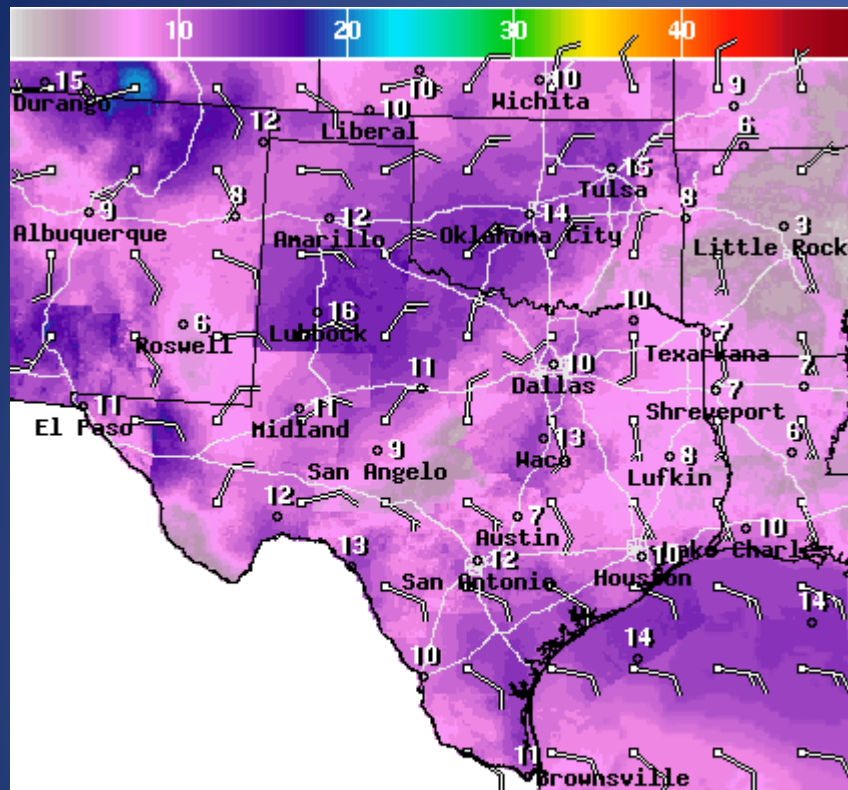 10 20 30 40
15 10 10 9
Durango Wichita
10
Liberal
12 6
15
Tulsa
9 8 12 14 8 3
Albuquerque Amarillo Oklahoma City Little Rock
16 10
6 Lubbock 7
Roswell Texarkana
10
11 Dallas 7 7
11 11 Shreveport
El Paso Midland
13 6
9 Waco 8
San Angelo Lufkin
12 7 10
Austin
13 12 10 Lake Charl
San Antonio Houston
14
14
10
11
Brownsville